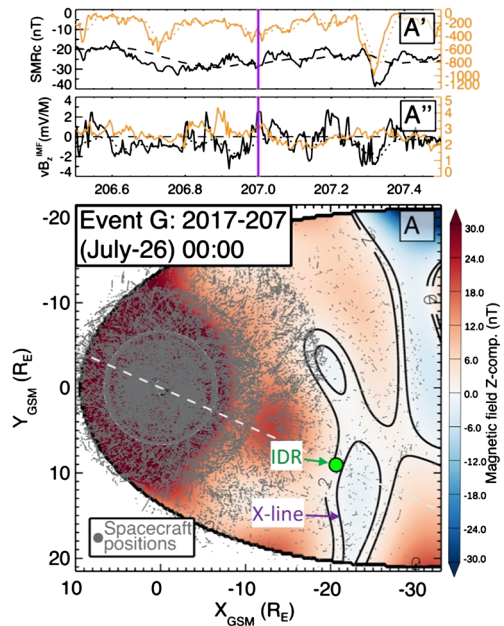 0
-10
-20
-30
-40
SMRc (nT)
A'
0
-200
-400
-600
-800
-1000
-1200
4
2
0
-2
-4
vB_z^IMF (mV/M)
A''
5
4
3
2
1
0
206.6 206.8 207.0 207.2 207.4
Event G: 2017-207
(July-26) 00:00
A
-20
-10
0
10
20
Y_GSM (R_E)
IDR
X-line
2
Spacecraft
positions
10 0 -10 -20 -30
X_GSM (R_E)
30.0
24.0
18.0
12.0
6.0
0.0
-6.0
-12.0
-18.0
-24.0
-30.0
Magnetic field Z-comp. (nT)